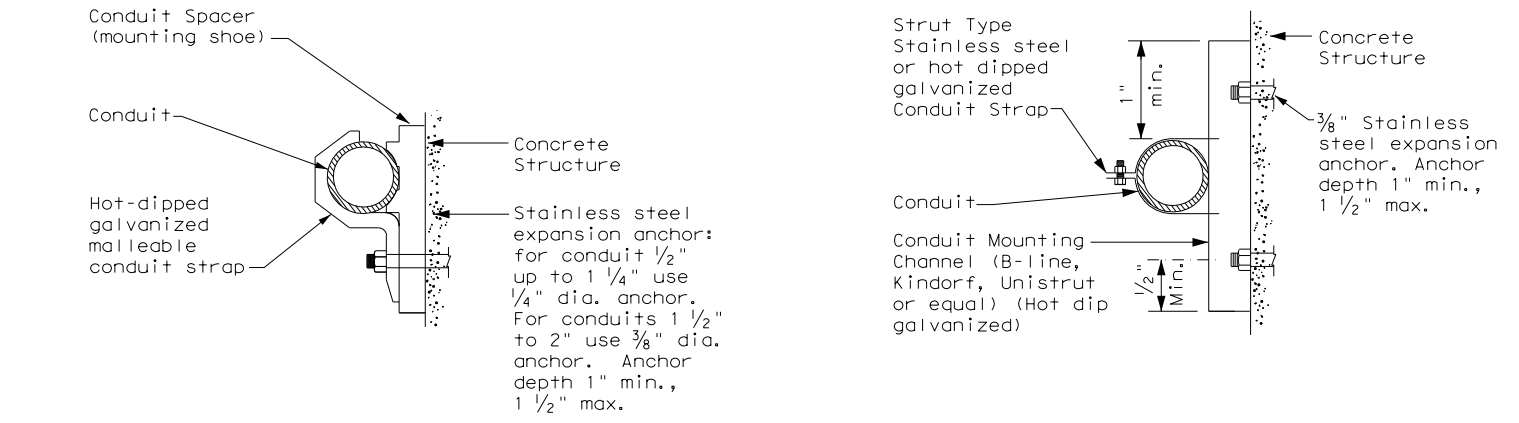 Conduit Spacer
(mounting shoe)
Conduit
Hot-dipped
galvanized
malleable
conduit strap
Concrete
Structure
Stainless steel
expansion anchor:
for conduit 1/2"
up to 1 1/4" use
1/4" dia. anchor.
For conduits 1 1/2"
to 2" use 3/8" dia.
anchor. Anchor
depth 1" min.,
1 1/2" max.
Strut Type
Stainless steel
or hot dipped
galvanized
Conduit Strap
1"
min.
Conduit
Conduit Mounting
Channel (B-line,
Kindorf, Unistrut
or equal) (Hot dip
galvanized)
1/2"
Min.
Concrete
Structure
3/8" Stainless
steel expansion
anchor. Anchor
depth 1" min.,
1 1/2" max.